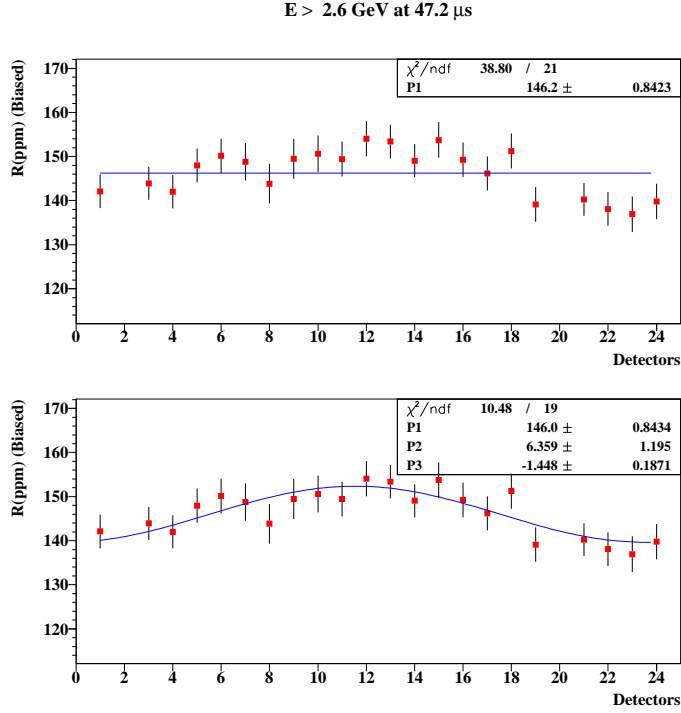 E > 2.6 GeV at 47.2 μs
R(ppm) (Biased)
170
160
150
140
130
120
χ²/ndf 38.80 / 21
P1 146.2 ± 0.8423
0 2 4 6 8 10 12 14 16 18 20 22 24
Detectors
R(ppm) (Biased)
170
160
150
140
130
120
χ²/ndf 10.48 / 19
P1 146.0 ± 0.8434
P2 6.359 ± 1.195
P3 -1.448 ± 0.1871
0 2 4 6 8 10 12 14 16 18 20 22 24
Detectors